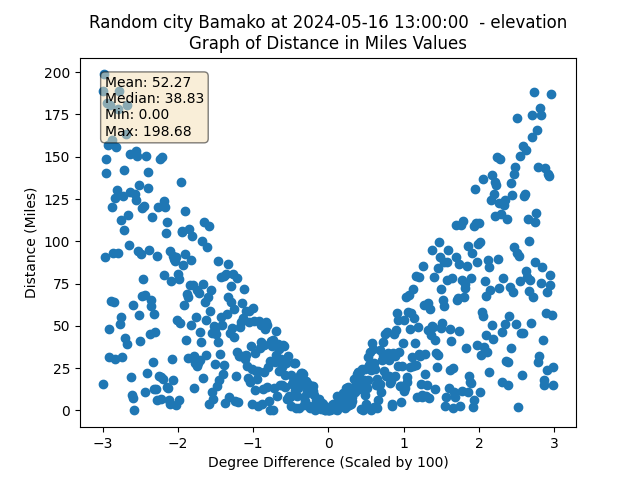 Random city Bamako at 2024-05-16 13:00:00  - elevation
Graph of Distance in Miles Values
Mean: 52.27
Median: 38.83
Min: 0.00
Max: 198.68
Distance (Miles)
200
175
150
125
100
75
50
25
0
−3
−2
−1
0
1
2
3
Degree Difference (Scaled by 100)